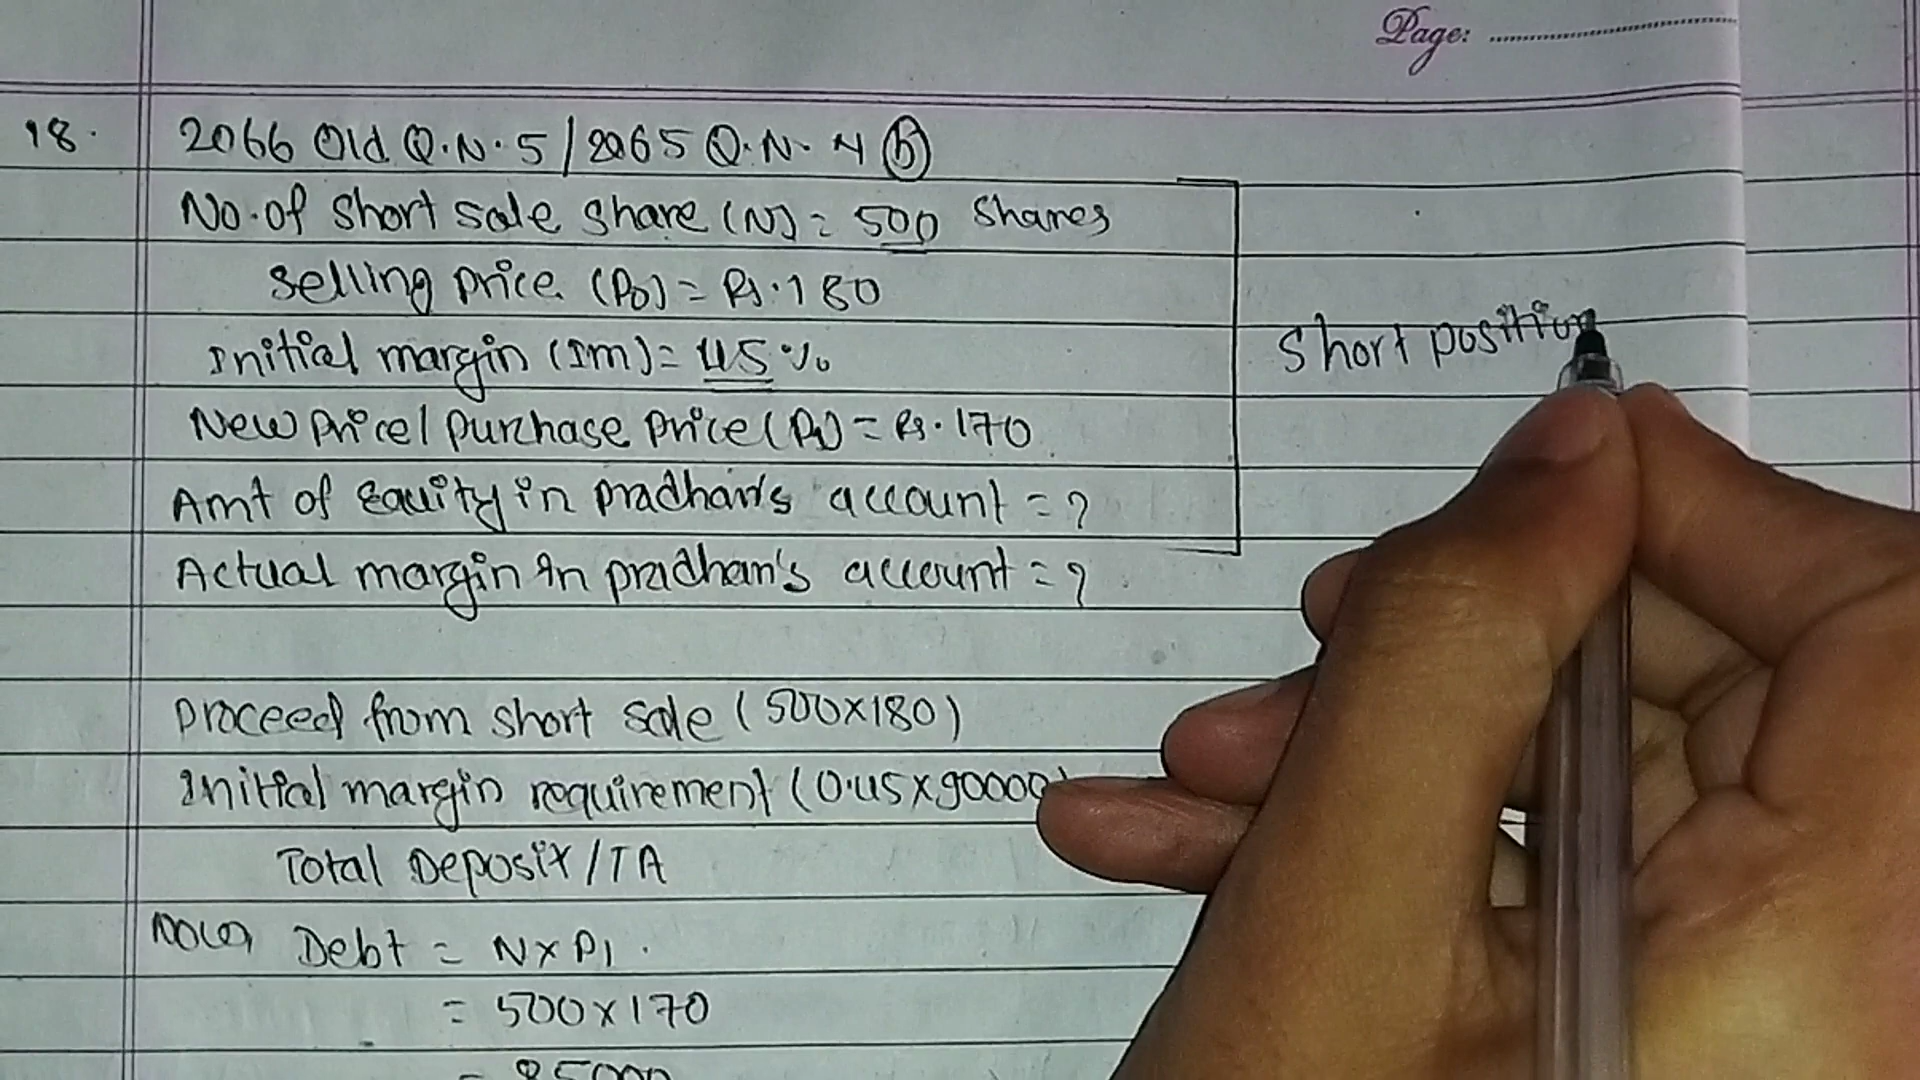 Page:
18. 2066 Old Q.N.5/2065 Q.N. 4 (b)
No. of short sale share (N) = 500 shares
selling price (P0) = Rs.180
Initial margin (Im) = 45%
New Price/purchase price (P1) = Rs.170
Amt of Equity in pradhan's account = ?
Actual margin in pradhan's account = ?
short position
proceed from short sale (500×180)
Initial margin requirement (0.45×90000)
Total Deposit/TA
Now Debt = N×P1.
= 500×170
= 85000